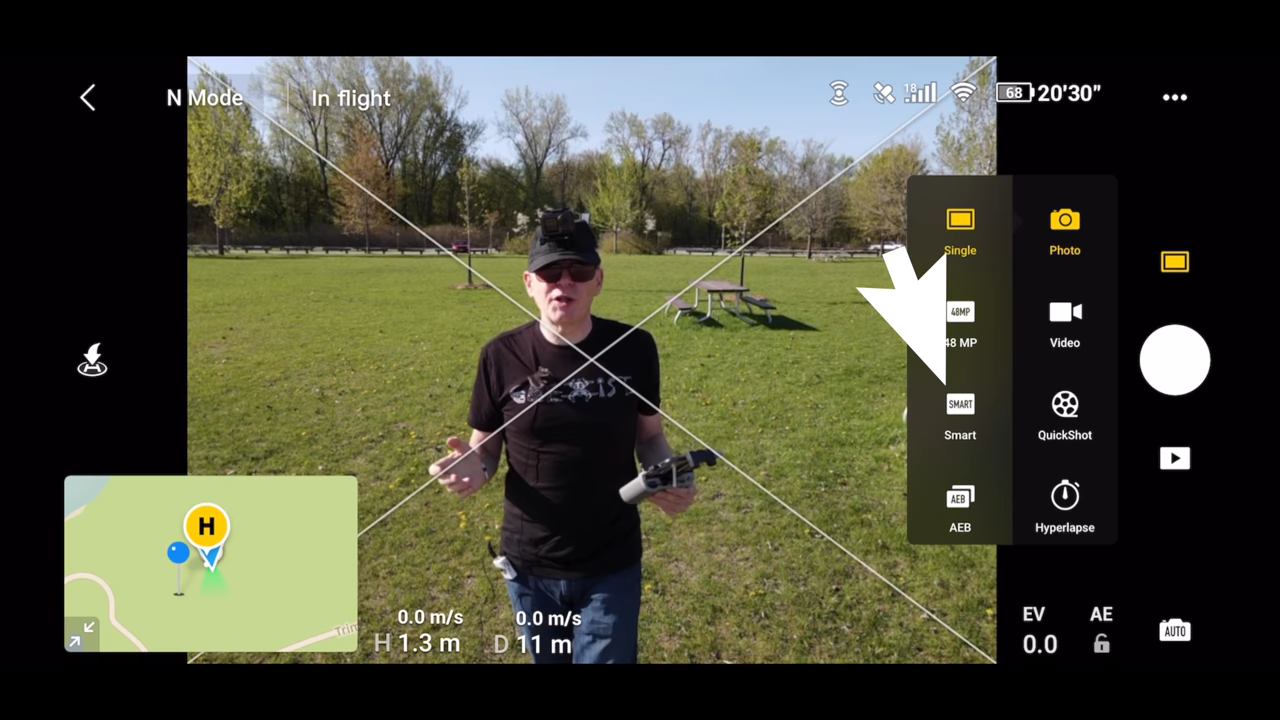 N Mode
In flight
18
68
20'30”
Single
Photo
48MP
48 MP
Video
SMART
Smart
QuickShot
AEB
AEB
Hyperlapse
H
0.0 m/s
0.0 m/s
H 1.3 m
D 11 m
EV
AE
0.0
AUTO